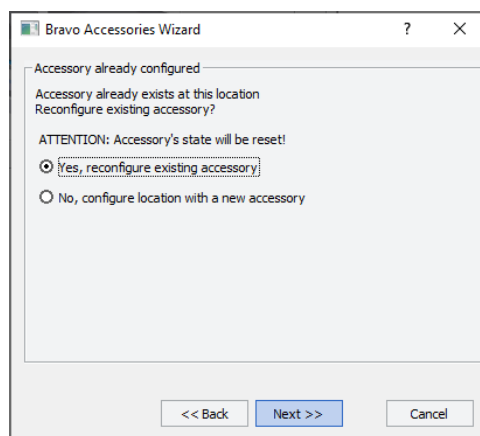 Bravo Accessories Wizard ?
Accessory already configured
Accessory already exists at this location
Reconfigure existing accessory?
ATTENTION: Accessory's state will be reset!
Yes, reconfigure existing accessory
No, configure location with a new accessory
<< Back Next >> Cancel